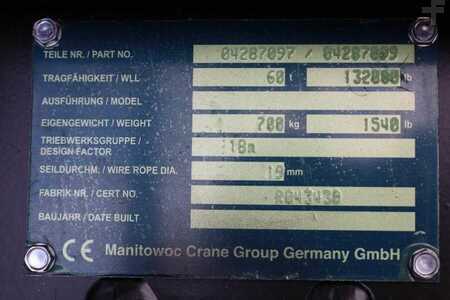 TEILE NR. / PART NO. 04287097 / 04287099
TRAGFÄHIGKEIT / WLL 60 t 132000 lb
AUSFÜHRUNG / MODEL
EIGENGEWICHT / WEIGHT 700 kg 1540 lb
TRIEBWERKSGRUPPE / DESIGN FACTOR 18m
SEILDURCHM. / WIRE ROPE DIA. 19 mm
FABRIK NR. / CERT NO.
BAUJAHR / DATE BUILT
CE Manitowoc Crane Group Germany GmbH